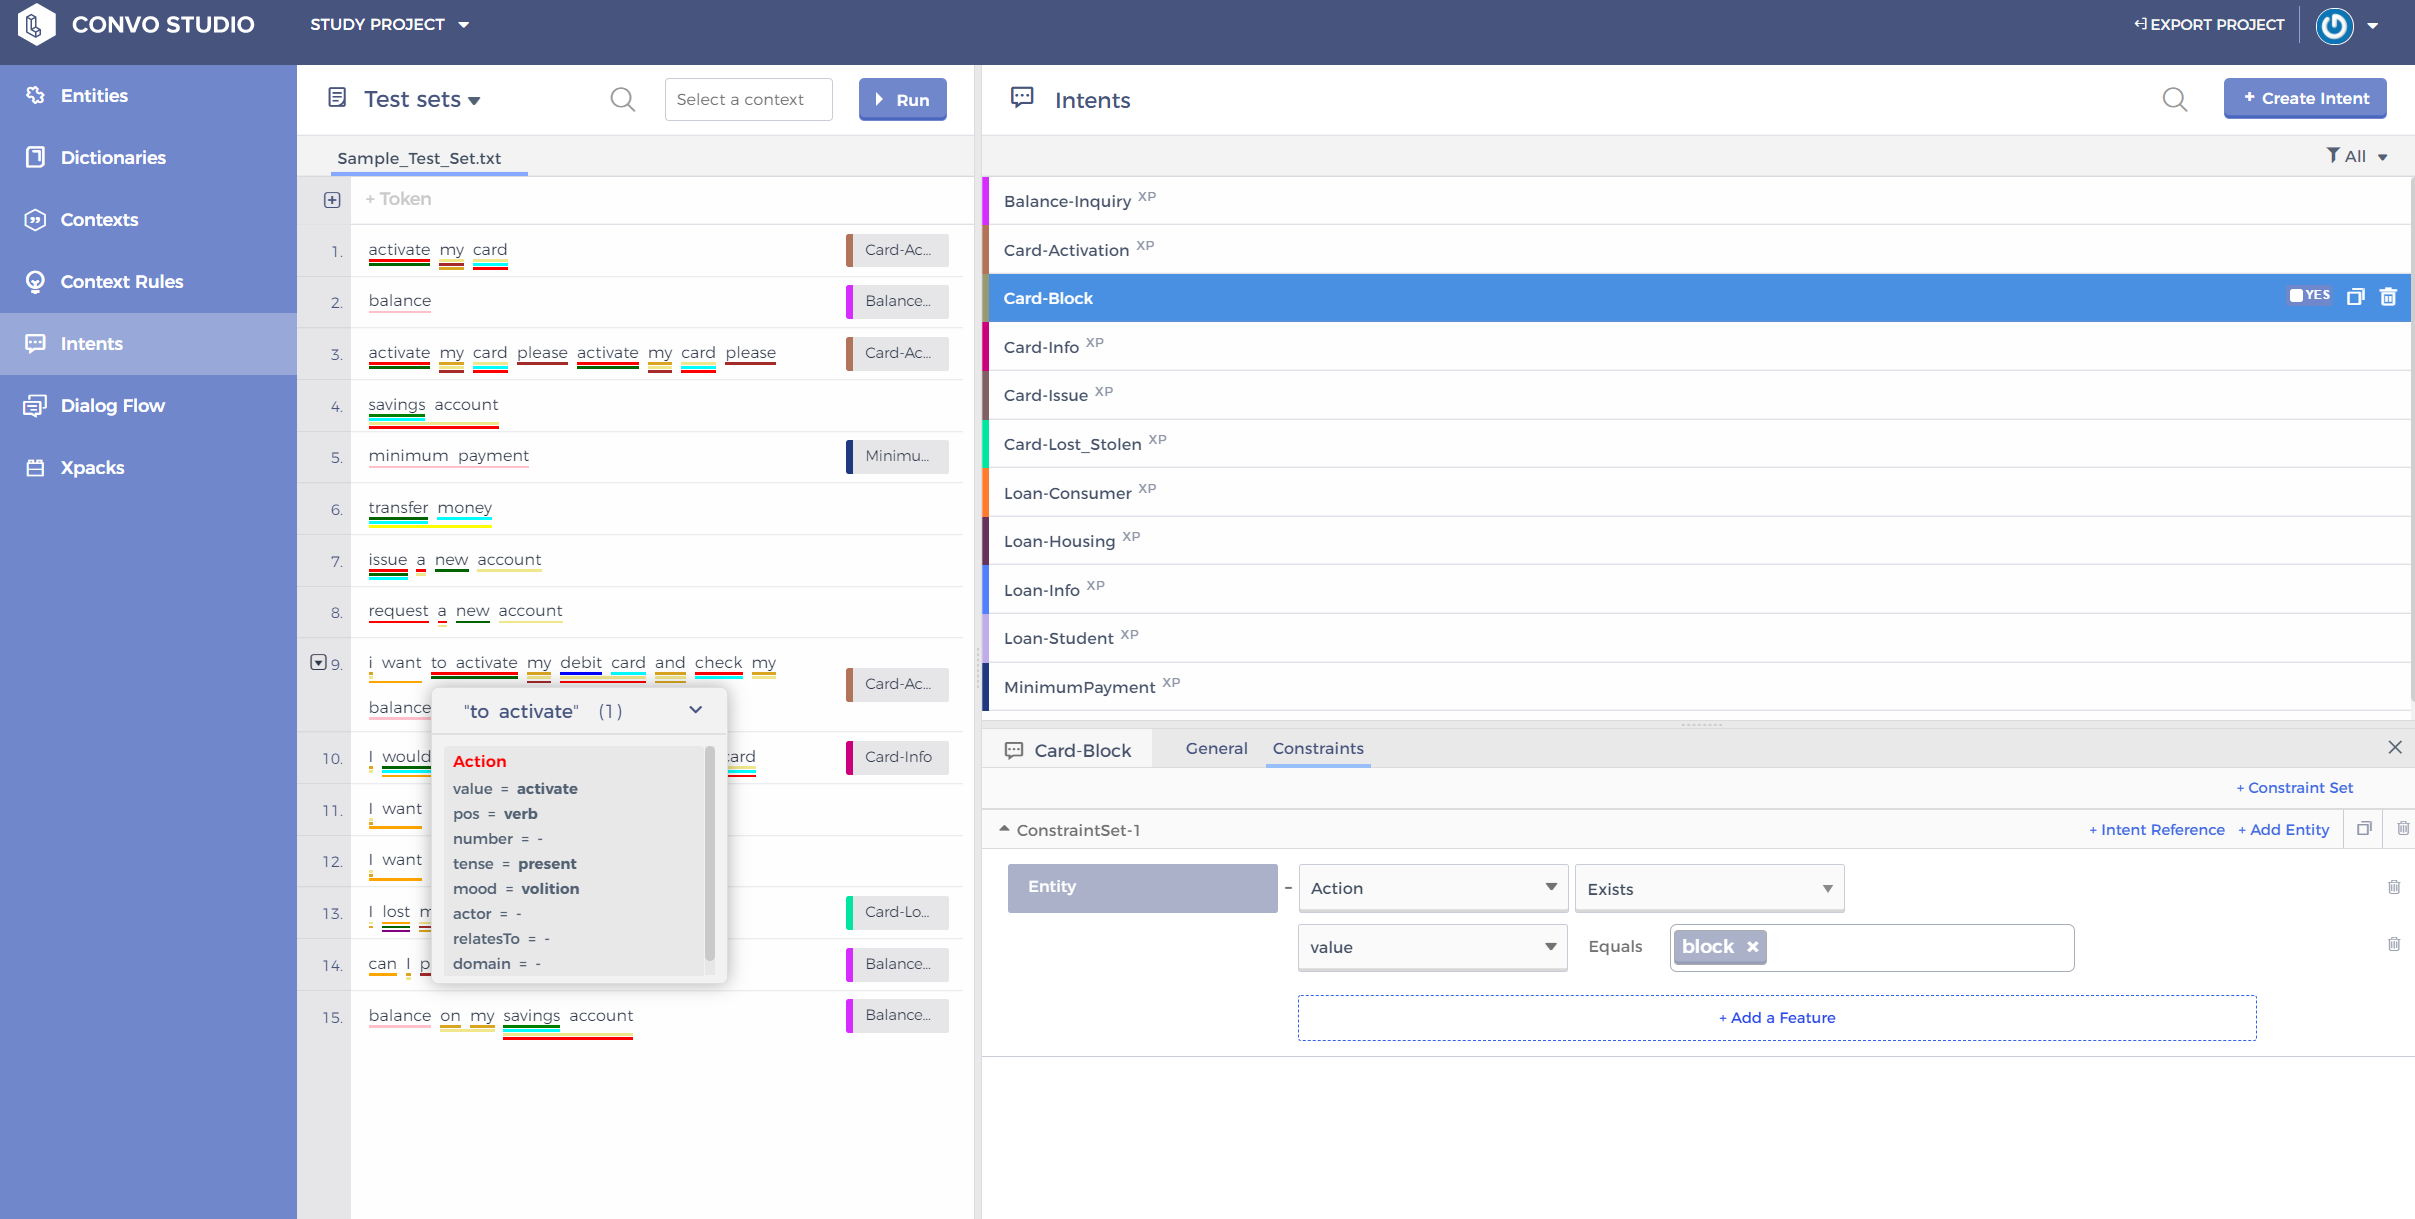 CONVO STUDIO
STUDY PROJECT
EXPORT PROJECT
Entities
Dictionaries
Contexts
Context Rules
Intents
Dialog Flow
Xpacks
Test sets
Select a context
Run
Sample_Test_Set.txt
+ Token
1. activate my card Card-Ac...
2. balance Balance...
3. activate my card please activate my card please Card-Ac...
4. savings account
5. minimum payment Minimu...
6. transfer money
7. issue a new account
8. request a new account
9. i want to activate my debit card and check my
balance Card-Ac...
"to activate" (1)
Action
value = activate
pos = verb
number = -
tense = present
mood = volition
actor = -
relatesTo = -
domain = -
10. I would card Card-Info
11. I want
12. I want
13. I lost m Card-Lo...
14. can I p Balance...
15. balance on my savings account Balance...
Intents
+ Create Intent
All
Balance-Inquiry XP
Card-Activation XP
Card-Block YES
Card-Info XP
Card-Issue XP
Card-Lost_Stolen XP
Loan-Consumer XP
Loan-Housing XP
Loan-Info XP
Loan-Student XP
MinimumPayment XP
Card-Block General Constraints
+ Constraint Set
ConstraintSet-1 + Intent Reference + Add Entity
Entity - Action Exists
value Equals block ×
+ Add a Feature